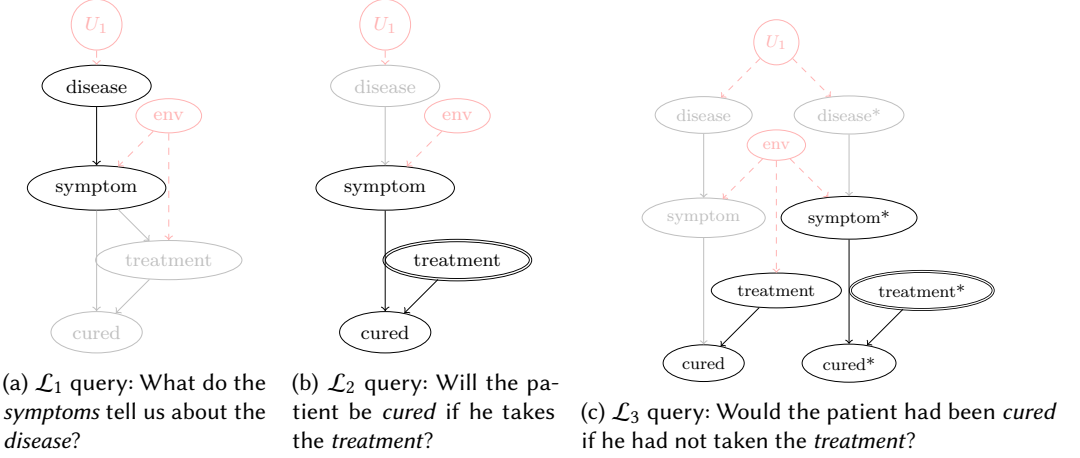 U1
disease
env
symptom
treatment
cured
(a) L1 query: What do the
symptoms tell us about the
disease?
U1
disease
env
symptom
treatment
cured
(b) L2 query: Will the pa-
tient be cured if he takes
the treatment?
U1
disease
disease*
env
symptom
symptom*
treatment
treatment*
cured
cured*
(c) L3 query: Would the patient had been cured
if he had not taken the treatment?